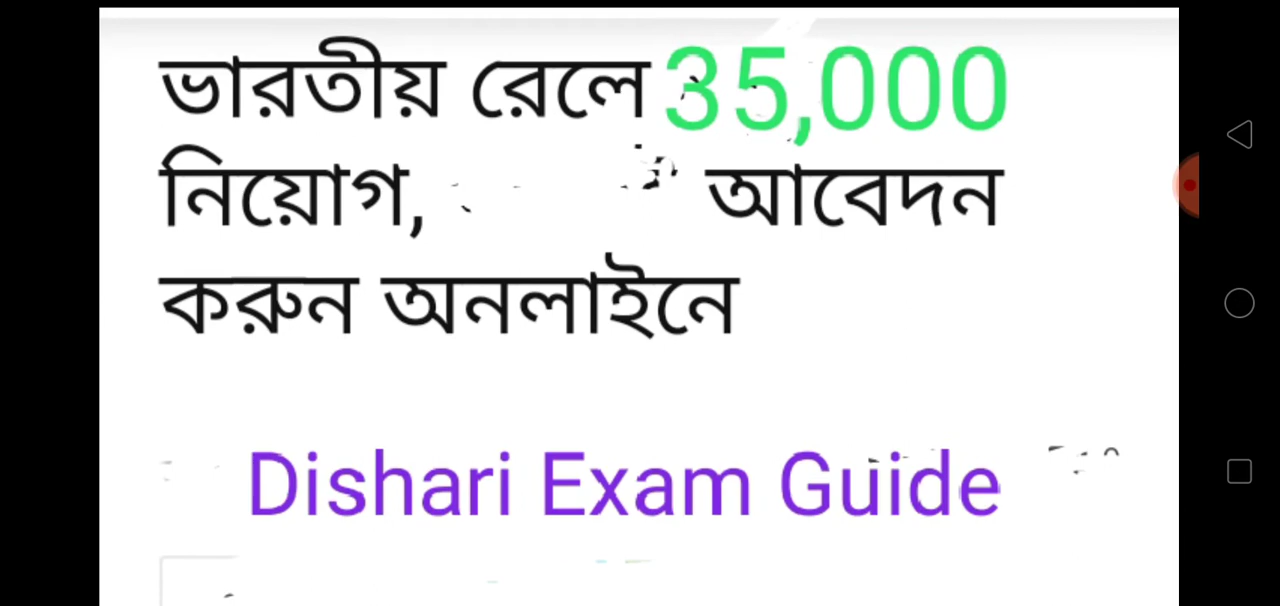 ভারতীয় রেলে 35,000
নিয়োগ, আবেদন
করুন অনলাইনে
Dishari Exam Guide